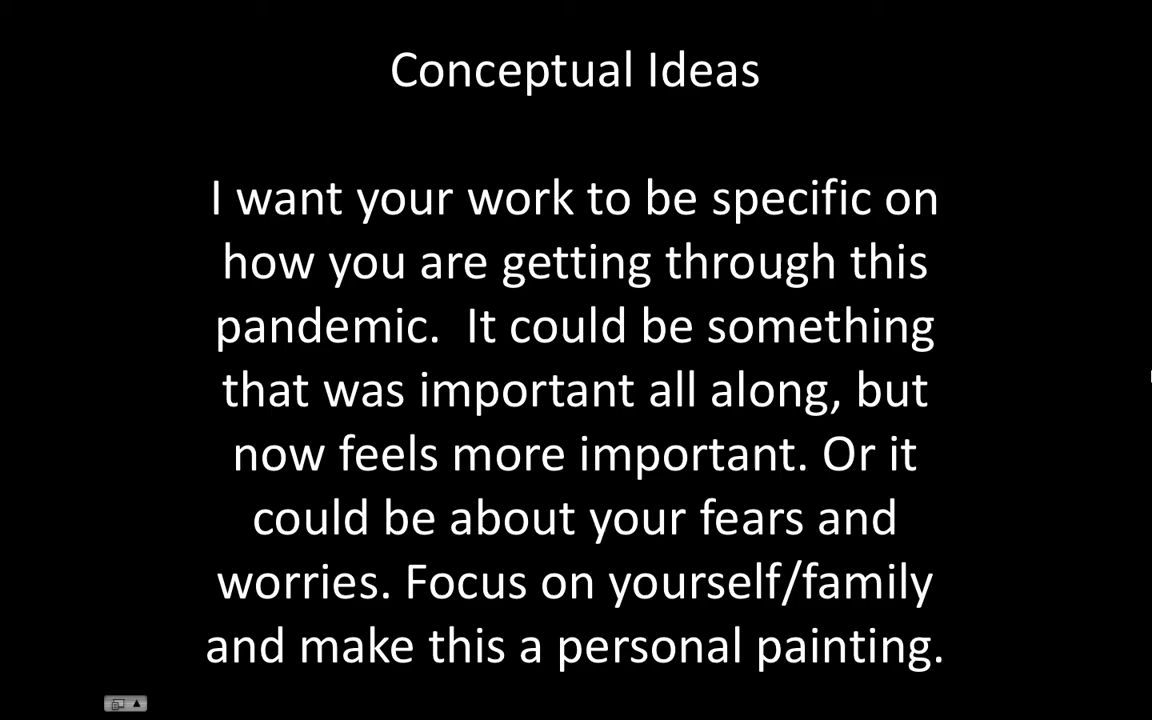 Conceptual Ideas
I want your work to be specific on
how you are getting through this
pandemic.  It could be something
that was important all along, but
now feels more important. Or it
could be about your fears and
worries. Focus on yourself/family
and make this a personal painting.